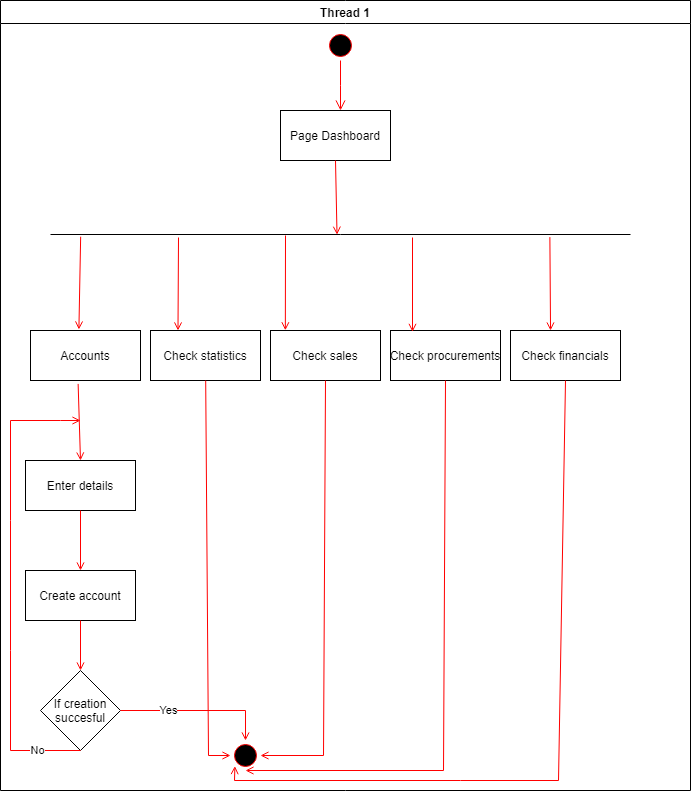 Thread 1
Page Dashboard
Accounts
Check statistics
Check sales
Check procurements
Check financials
Enter details
Create account
If creation
succesful
Yes
No